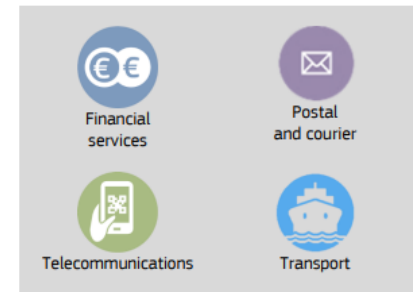 € €
Financial
services
Postal
and courier
Telecommunications
Transport